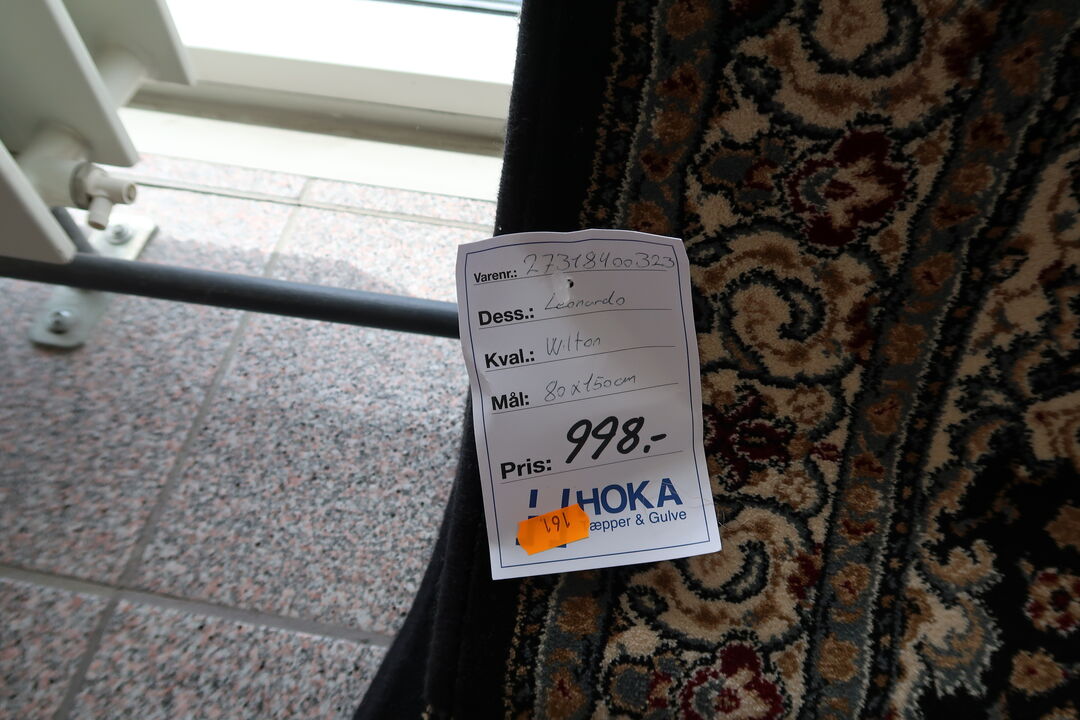 Varenr.: 27318400323
Dess.: Leonardo
Kval.: Wilton
Mål: 80x150cm
Pris: 998.-
HOKA
æpper & Gulve
161